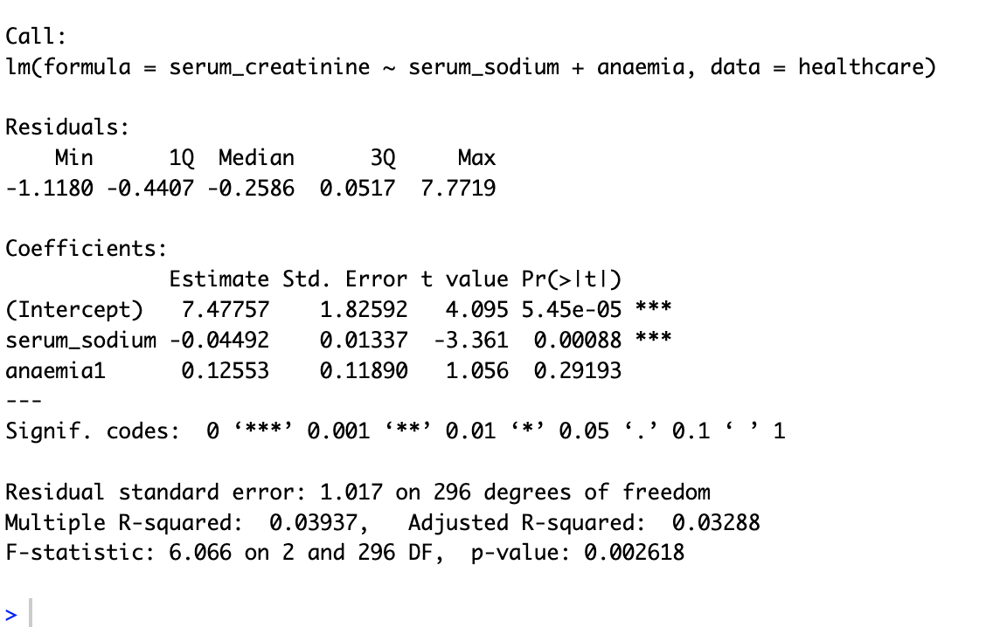 Call:
lm(formula = serum_creatinine ~ serum_sodium + anaemia, data = healthcare)
Residuals:
    Min      1Q  Median      3Q     Max
-1.1180 -0.4407 -0.2586  0.0517  7.7719
Coefficients:
             Estimate Std. Error t value Pr(>|t|)
(Intercept)   7.47757    1.82592   4.095 5.45e-05 ***
serum_sodium -0.04492    0.01337  -3.361  0.00088 ***
anaemia1      0.12553    0.11890   1.056  0.29193
---
Signif. codes:  0 ‘***’ 0.001 ‘**’ 0.01 ‘*’ 0.05 ‘.’ 0.1 ‘ ’ 1
Residual standard error: 1.017 on 296 degrees of freedom
Multiple R-squared:  0.03937,	Adjusted R-squared:  0.03288
F-statistic: 6.066 on 2 and 296 DF,  p-value: 0.002618
>